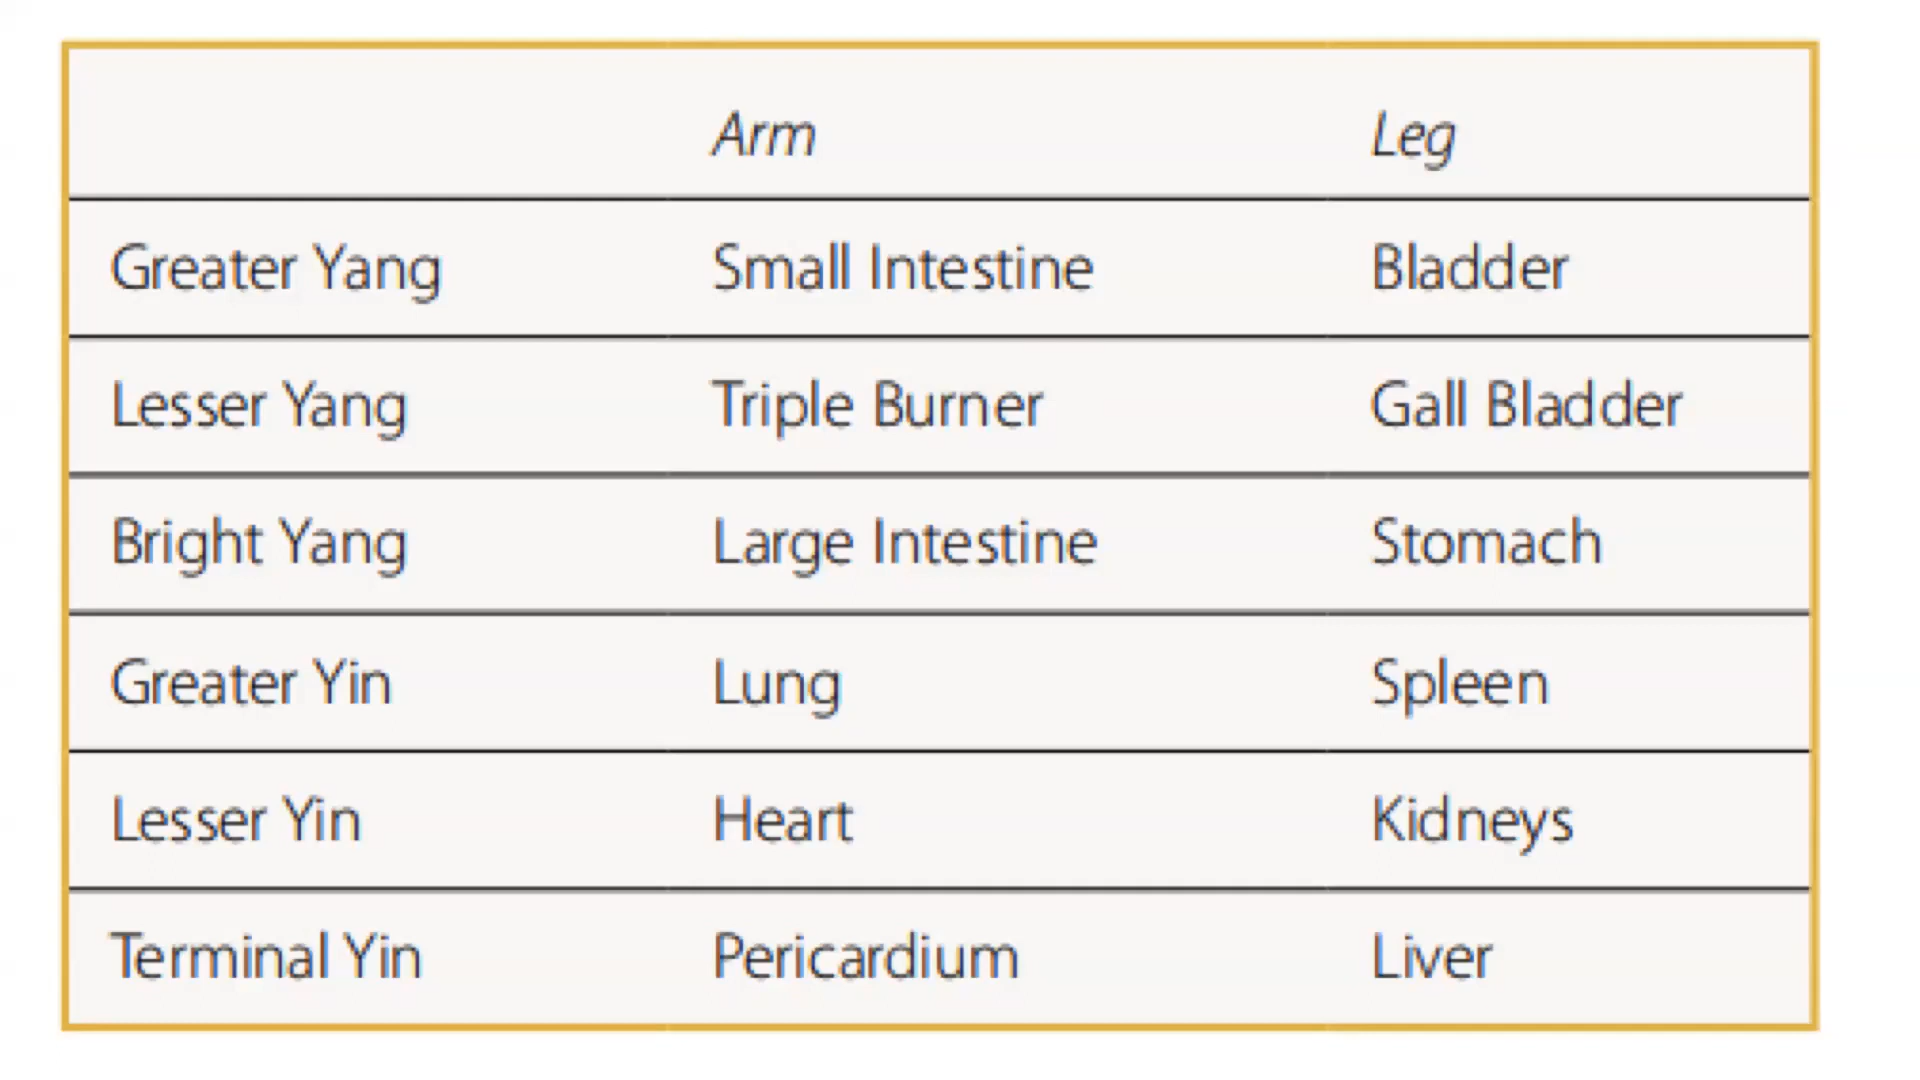 Arm Leg
Greater Yang Small Intestine Bladder
Lesser Yang Triple Burner Gall Bladder
Bright Yang Large Intestine Stomach
Greater Yin Lung Spleen
Lesser Yin Heart Kidneys
Terminal Yin Pericardium Liver